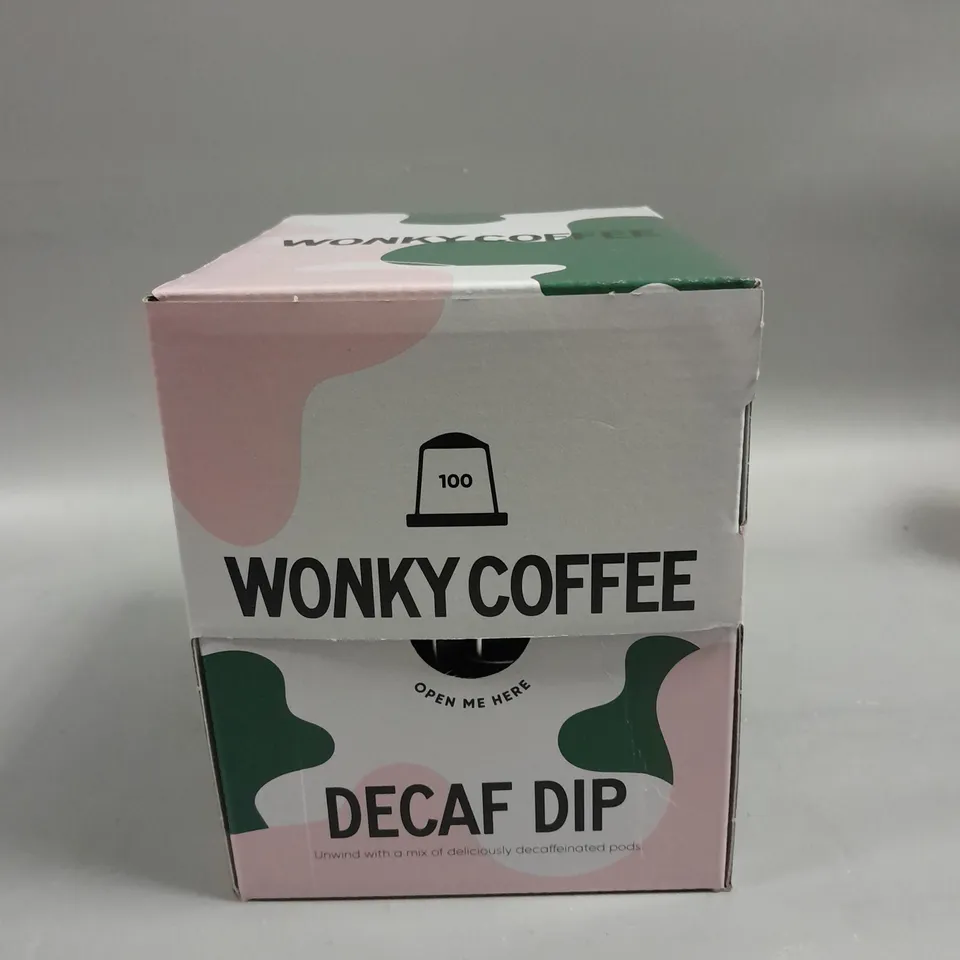 WONKY COFFEE
100
WONKY COFFEE
OPEN ME HERE
DECAF DIP
Unwind with a mix of deliciously decaffeinated pods